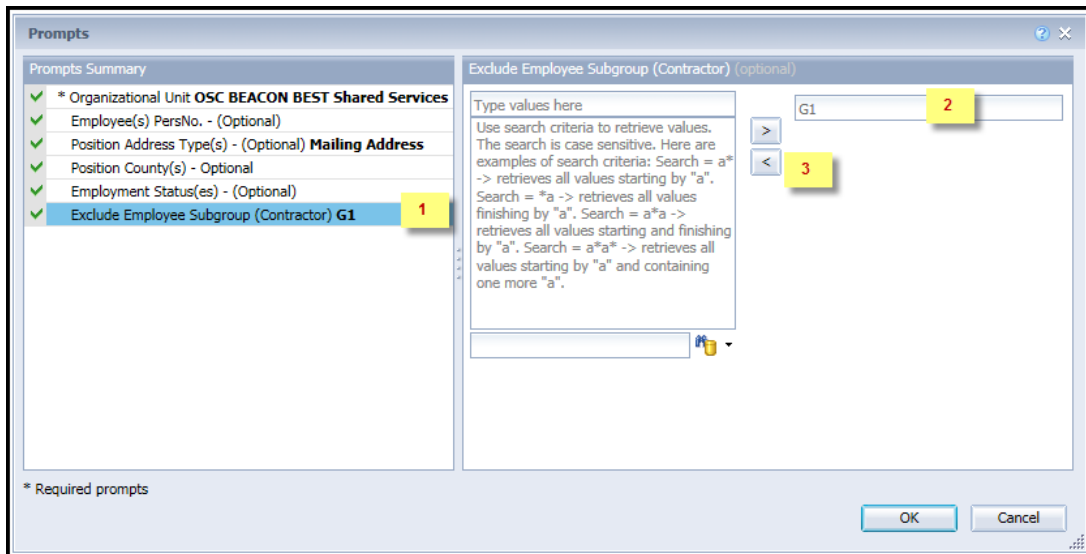 Prompts
Prompts Summary
* Organizational Unit OSC BEACON BEST Shared Services
Employee(s) PersNo. - (Optional)
Position Address Type(s) - (Optional) Mailing Address
Position County(s) - Optional
Employment Status(es) - (Optional)
Exclude Employee Subgroup (Contractor) G1
1
Exclude Employee Subgroup (Contractor) (optional)
Type values here
Use search criteria to retrieve values.
The search is case sensitive. Here are
examples of search criteria: Search = a*
-> retrieves all values starting by "a".
Search = *a -> retrieves all values
finishing by "a". Search = a*a ->
retrieves all values starting and finishing
by "a". Search = a*a* -> retrieves all
values starting by "a" and containing
one more "a".
>
<
G1
2
3
* Required prompts
OK
Cancel